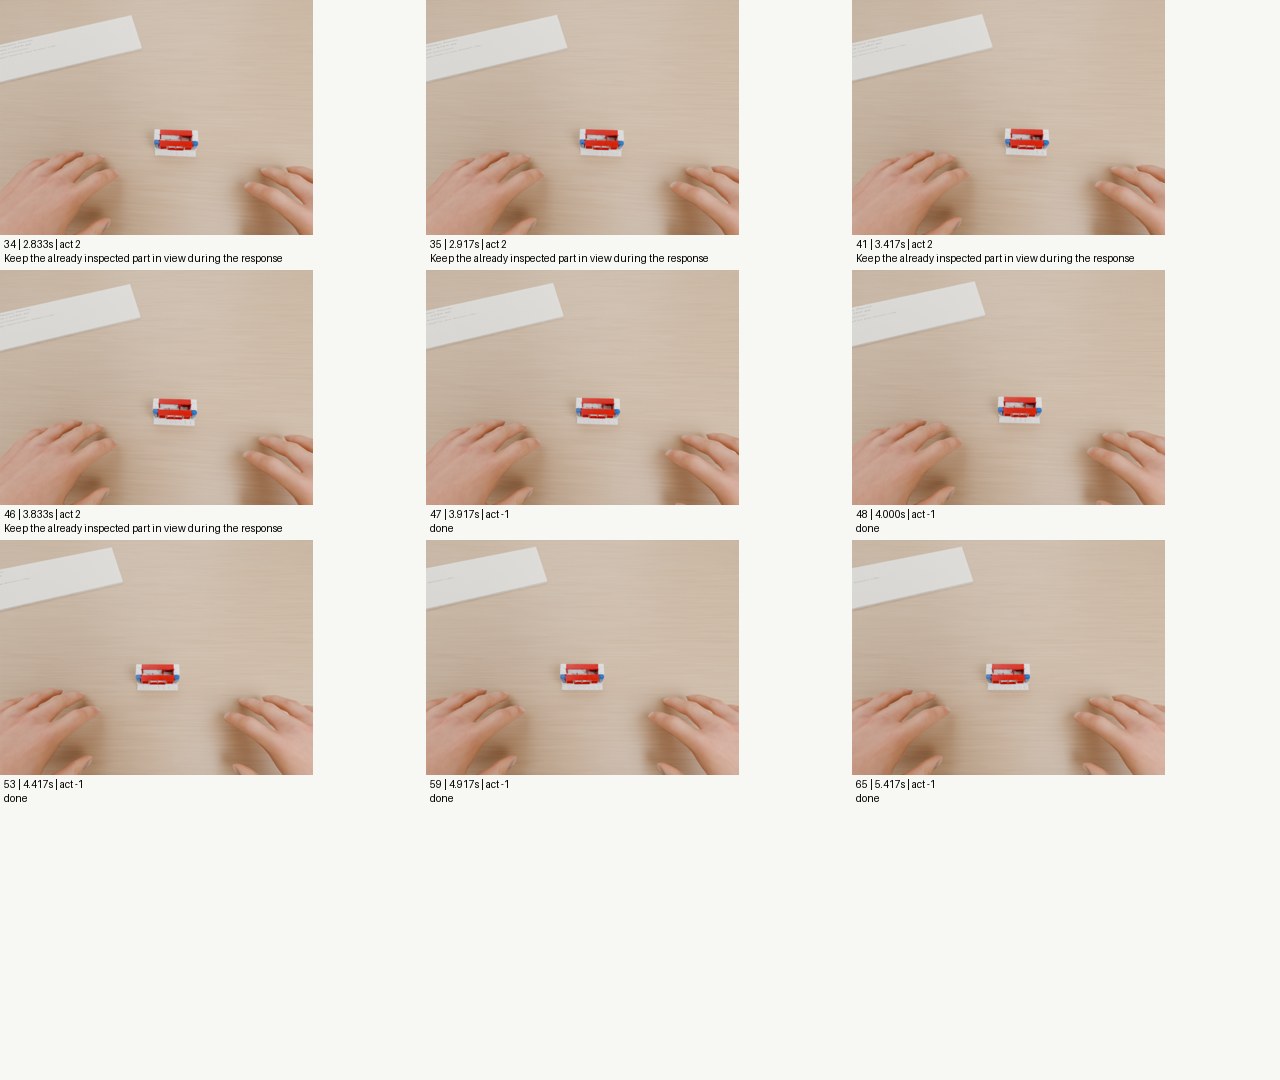 34 | 2.833s | act 2
Keep the already inspected part in view during the response
35 | 2.917s | act 2
Keep the already inspected part in view during the response
41 | 3.417s | act 2
Keep the already inspected part in view during the response
46 | 3.833s | act 2
Keep the already inspected part in view during the response
47 | 3.917s | act -1
done
48 | 4.000s | act -1
done
53 | 4.417s | act -1
done
59 | 4.917s | act -1
done
65 | 5.417s | act -1
done